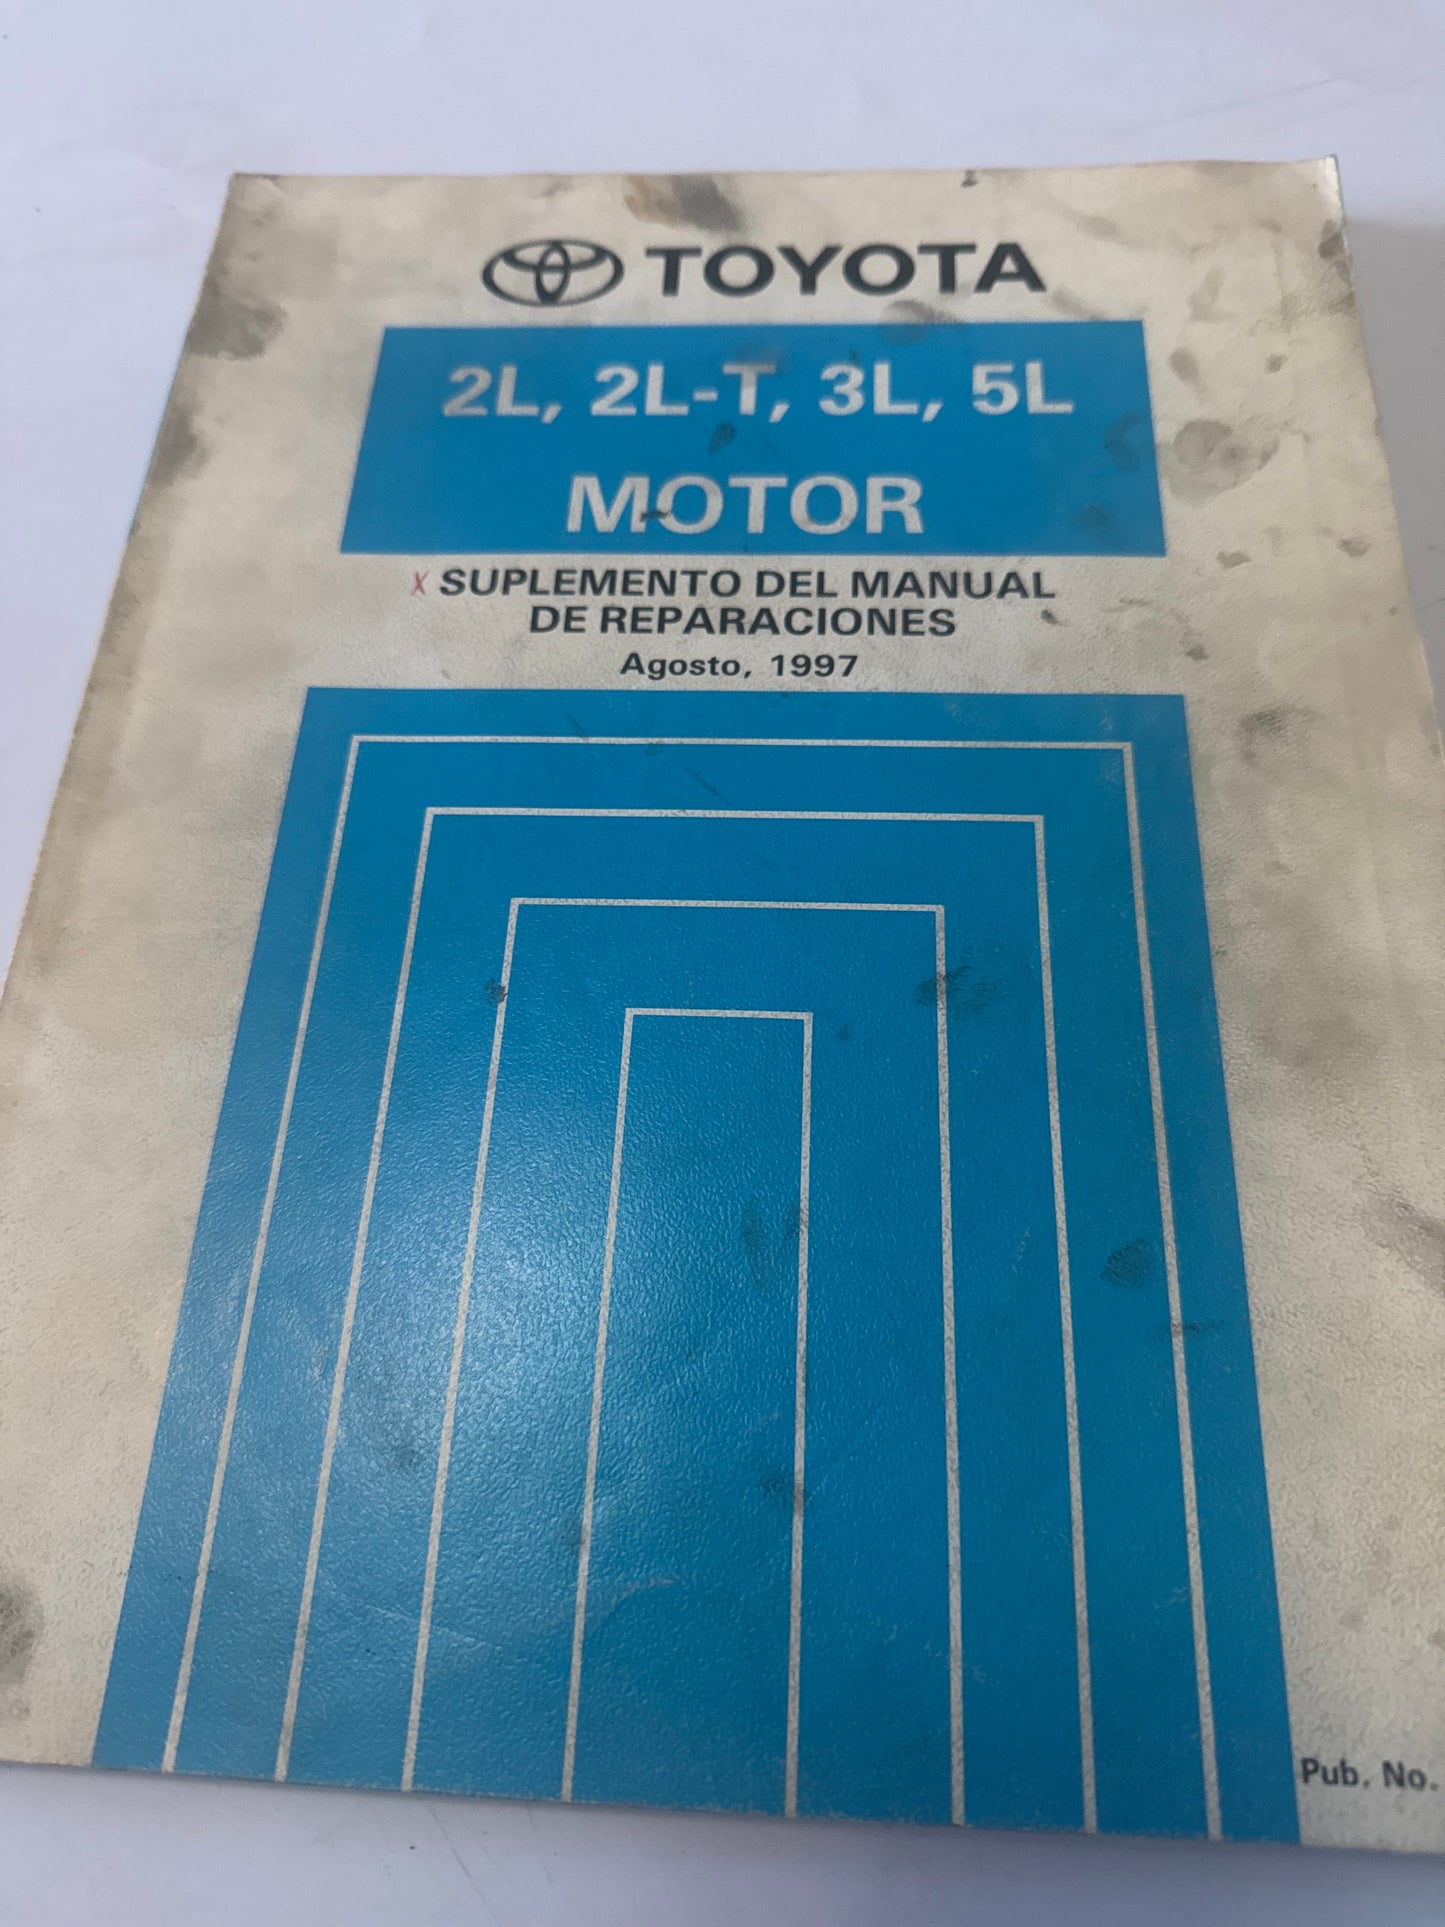 TOYOTA
2L, 2L-T, 3L, 5L
MOTOR
X SUPLEMENTO DEL MANUAL
DE REPARACIONES
Agosto, 1997
Pub. No.